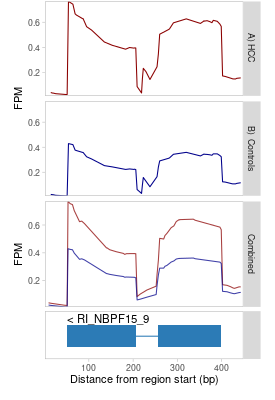 0.6
0.4
0.2
A) HCC
FPM
0.6
0.4
0.2
B): Controls
0.6
0.4
0.2
Combined
FPM
< RI_NBPF15_9
100 200 300 400
Distance from region start (bp)